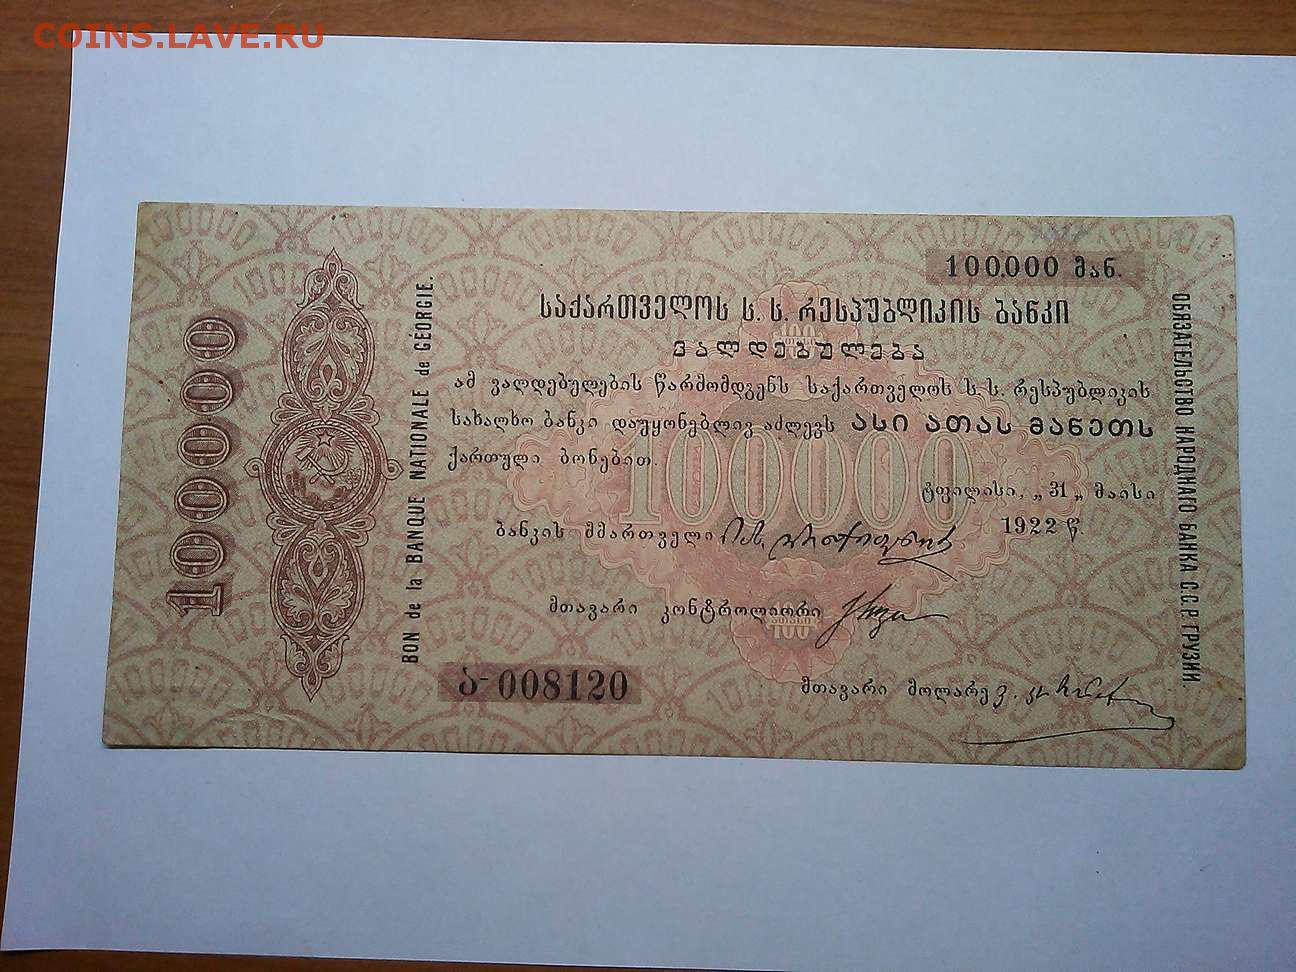 COINS.LAVE.RU
100.000 მან.
საქართველოს ს. ს. რესპუბლიკის ბანკი
ვალდებულება
ამ ვალდებულების წარმომდგენს საქართველოს ს. ს. რესპუბლიკის
სახალხო ბანკი დაუყონებლივ აძლევს ასი ათას მანეთს
ქართული ბონებით.
100000
ტფილისი, „31„ მაისი
1922 წ.
ბანკის მმართველი
მთავარი კონტროლიორი
მთავარი მოლარე
ა-008120
100000
BON de la BANQUE NATIONALE de GÉORGIE.
ОБЯЗАТЕЛЬСТВО НАРОДНАГО БАНКА С.С.Р. ГРУЗИИ.